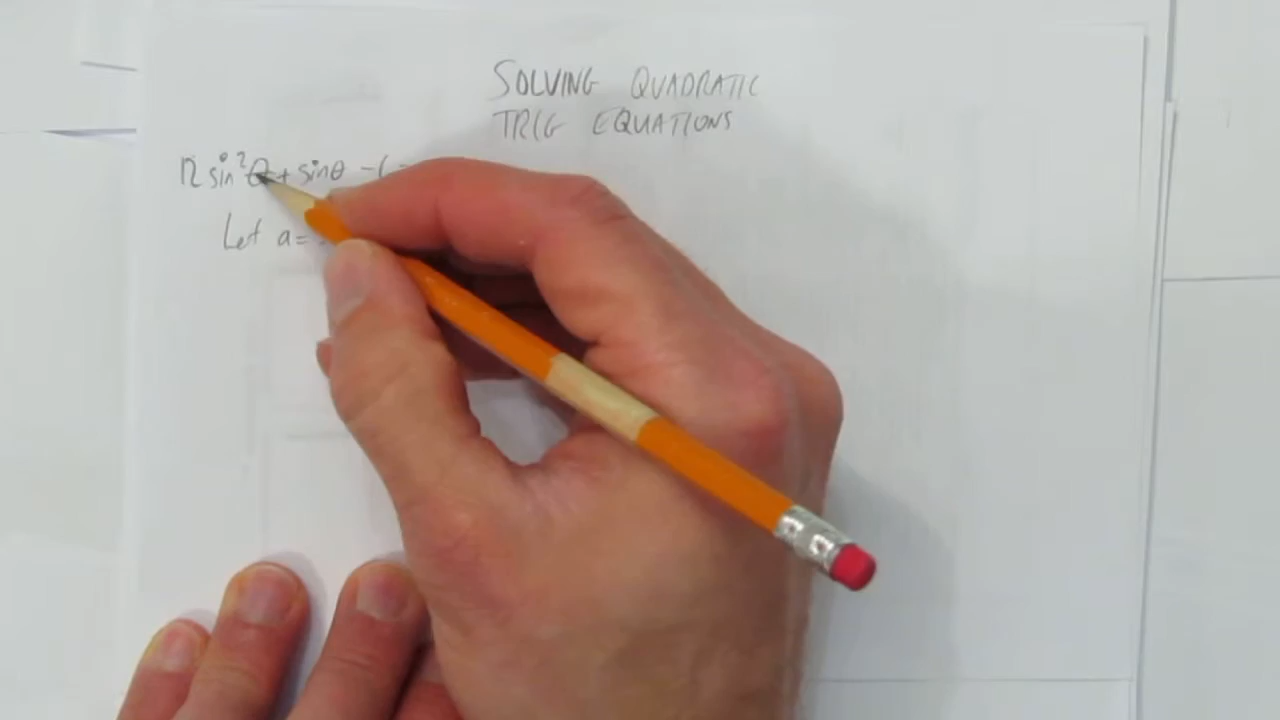 SOLVING QUADRATIC
TRIG EQUATIONS
12 sin²θ + sinθ -
Let a =